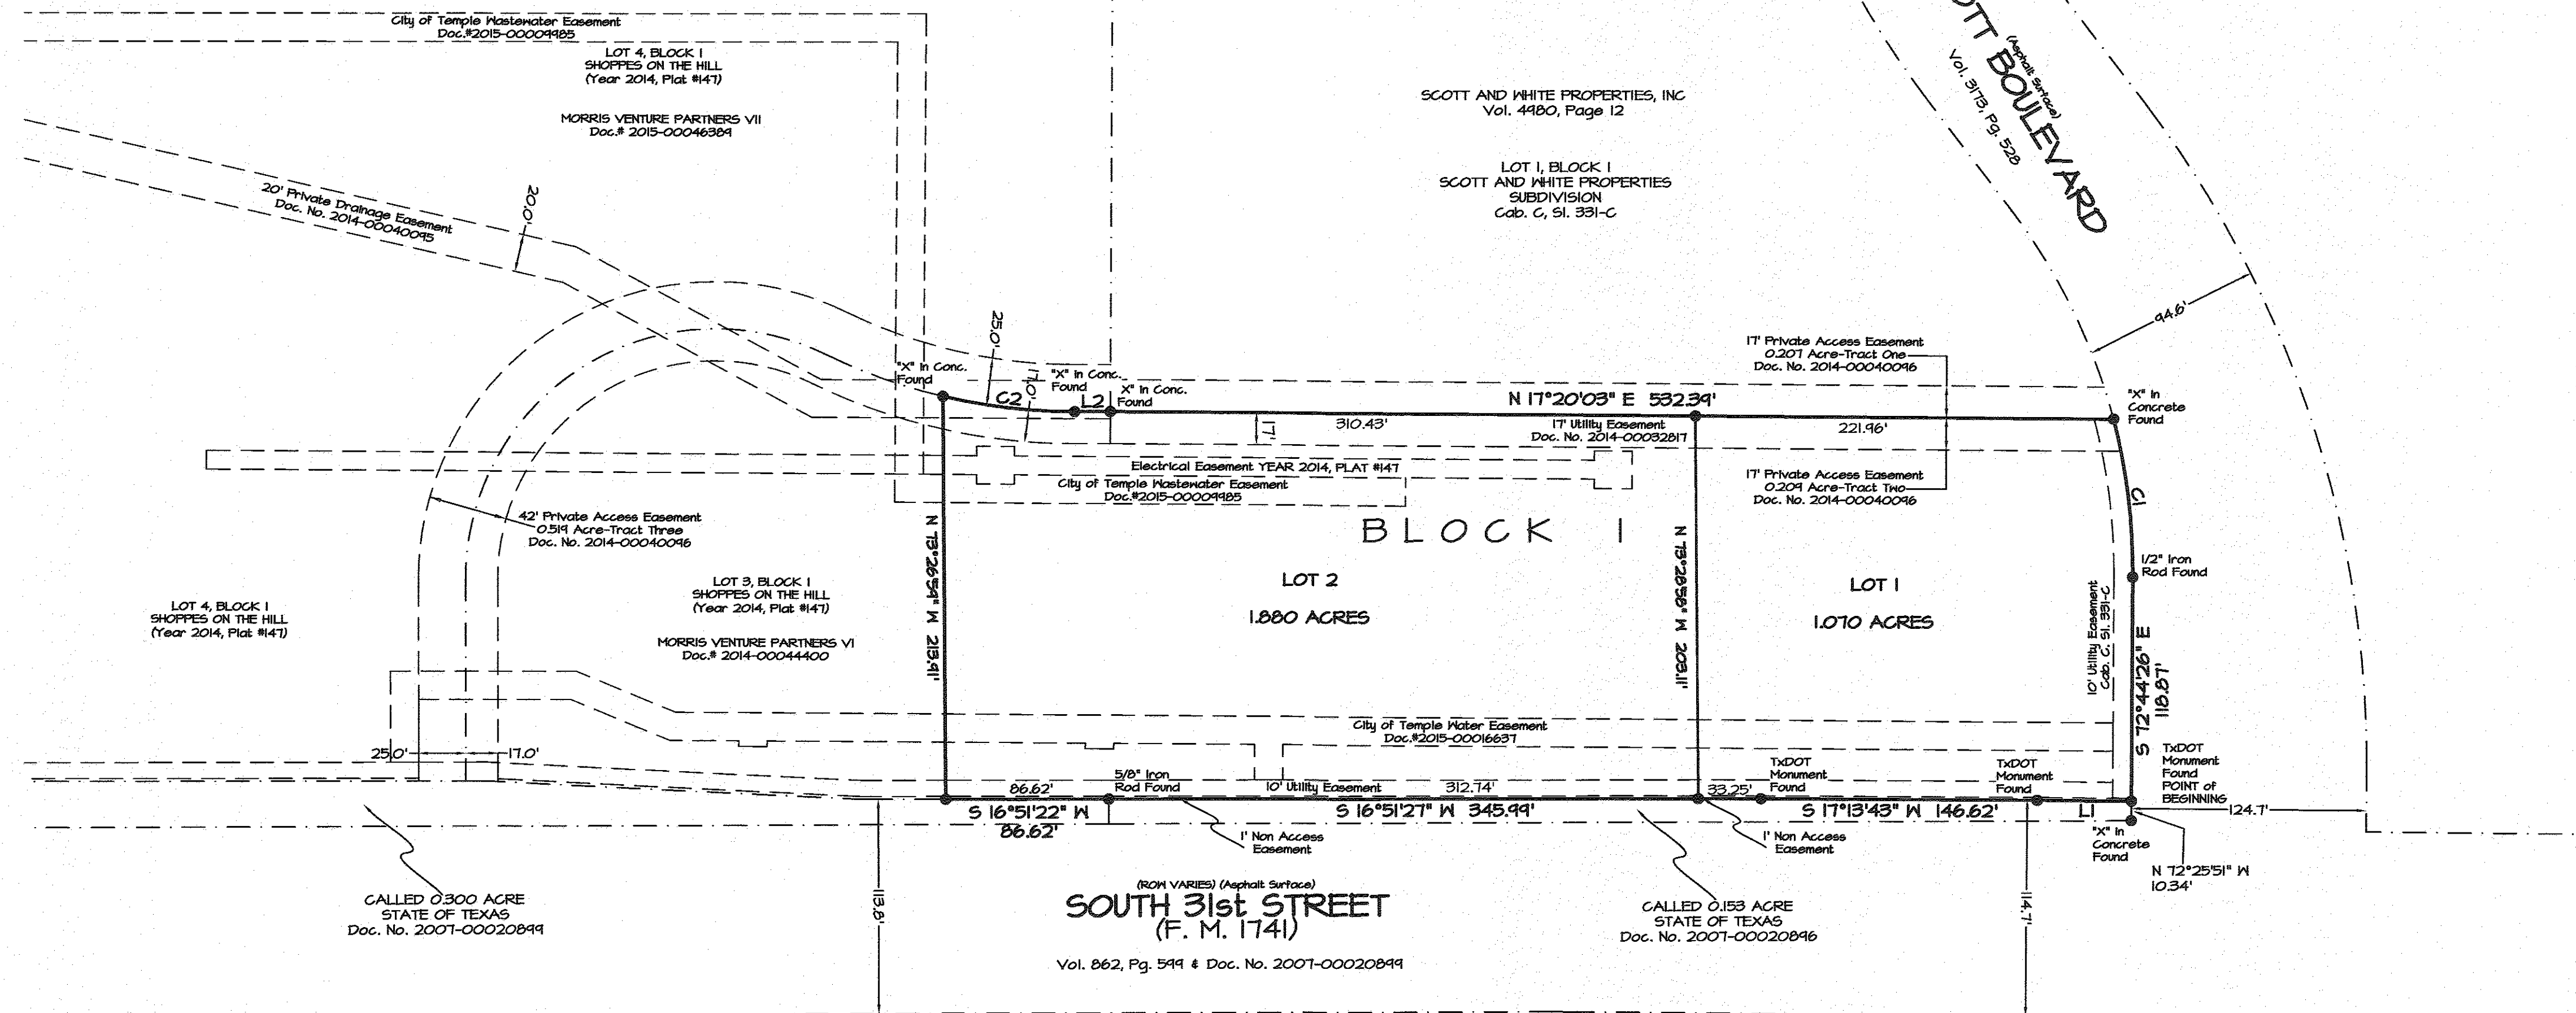 City of Temple Wastewater Easement
Doc.#2015-00009985
LOT 4, BLOCK 1
SHOPPES ON THE HILL
(Year 2014, Plat #147)
MORRIS VENTURE PARTNERS VII
Doc.# 2015-00046389
SCOTT AND WHITE PROPERTIES, INC
Vol. 4980, Page 12
LOT 1, BLOCK 1
SCOTT AND WHITE PROPERTIES
SUBDIVISION
Cab. C, Sl. 331-C
OTT BOULEVARD
(Asphalt Surface)
Vol. 3173, Pg. 528
94.6'
20' Private Drainage Easement
Doc. No. 2014-00040095
20.0'
25.0'
17.0'
"X" in Conc.
Found
"X" in Conc.
Found
"X" in Conc.
Found
C2
L2
N 17°20'03" E 532.39'
310.43'
17'
17' Utility Easement
Doc. No. 2014-00032817
221.96'
17' Private Access Easement
0.207 Acre-Tract One
Doc. No. 2014-00040096
"X" in
Concrete
Found
Electrical Easement YEAR 2014, PLAT #147
City of Temple Wastewater Easement
Doc.#2015-00009985
17' Private Access Easement
0.209 Acre-Tract Two
Doc. No. 2014-00040096
C1
42' Private Access Easement
0.519 Acre-Tract Three
Doc. No. 2014-00040096
BLOCK 1
N 73°26'59" W 213.91'
N 73°26'58" W 203.11'
1/2" Iron
Rod Found
LOT 4, BLOCK 1
SHOPPES ON THE HILL
(Year 2014, Plat #147)
LOT 3, BLOCK 1
SHOPPES ON THE HILL
(Year 2014, Plat #147)
MORRIS VENTURE PARTNERS VI
Doc.# 2014-00044400
LOT 2
1.880 ACRES
LOT 1
1.070 ACRES
10' Utility Easement
Cab. C, Sl. 331-C
S 72°44'26" E
118.87'
City of Temple Water Easement
Doc.#2015-00016637
25.0'
17.0'
86.62'
5/8" Iron
Rod Found
10' Utility Easement
312.74'
33.25'
TxDOT
Monument
Found
TxDOT
Monument
Found
TxDOT
Monument
Found
POINT of
BEGINNING
S 16°51'22" W
86.62'
S 16°51'27" W 345.99'
S 17°13'43" W 146.62'
L1
124.7'
1' Non Access
Easement
1' Non Access
Easement
"X" in
Concrete
Found
N 72°25'51" W
10.34'
CALLED 0.300 ACRE
STATE OF TEXAS
Doc. No. 2007-00020899
113.8'
(ROW VARIES) (Asphalt Surface)
SOUTH 31st STREET
(F. M. 1741)
Vol. 862, Pg. 599 & Doc. No. 2007-00020899
CALLED 0.153 ACRE
STATE OF TEXAS
Doc. No. 2007-00020896
114.7'